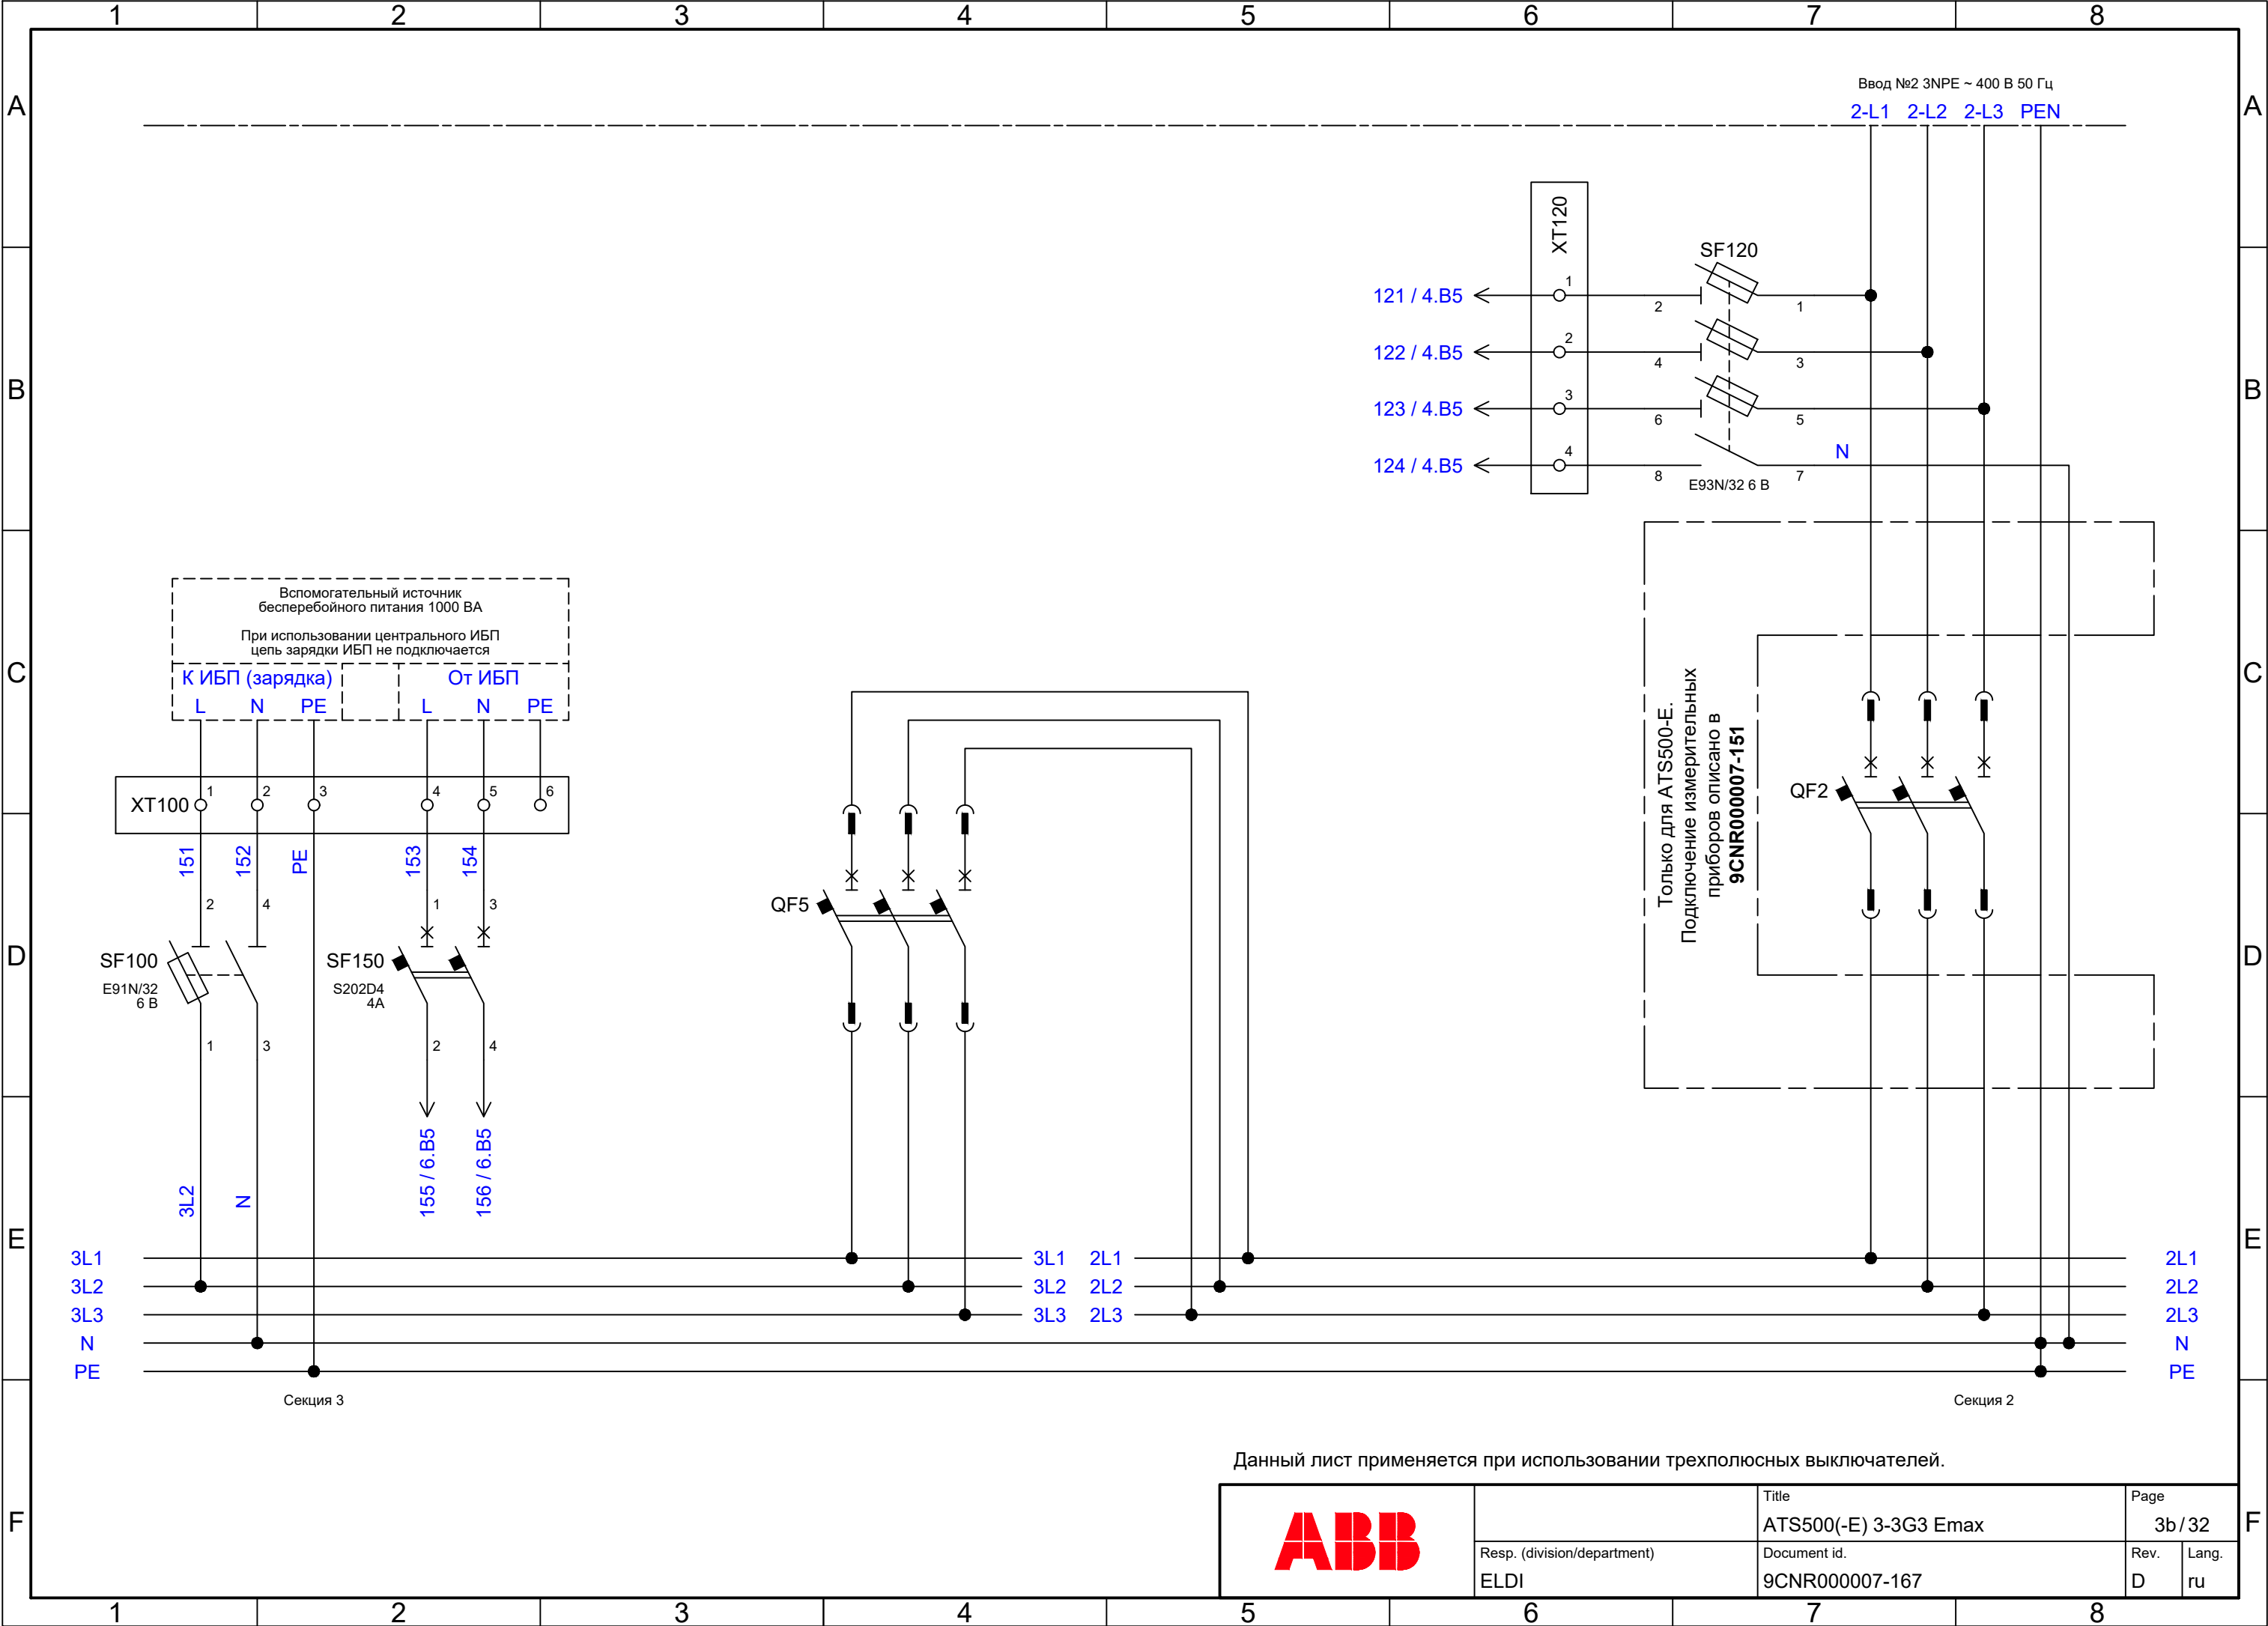 1 2 3 4 5 6 7 8
A A
Ввод №2 3NPE ~ 400 В 50 Гц
2-L1 2-L2 2-L3 PEN
XT120
SF120
121 / 4.B5 1 2 1
122 / 4.B5 2 4 3
B B
123 / 4.B5 3 6 5
124 / 4.B5 4 8 7 N
E93N/32 6 В
Вспомогательный источник
бесперебойного питания 1000 ВА
При использовании центрального ИБП
цепь зарядки ИБП не подключается
C C
К ИБП (зарядка) От ИБП
L N PE L N PE
XT100 1 2 3 4 5 6
151 152 PE 153 154
Только для ATS500-E.
Подключение измерительных
приборов описано в
9CNR000007-151
QF2
QF5
2 4 1 3
D D
SF100
E91N/32
6 В
SF150
S202D4
4А
1 3 2 4
155 / 6.B5
156 / 6.B5
3L2 N
E E
3L1 3L1 2L1 2L1
3L2 3L2 2L2 2L2
3L3 3L3 2L3 2L3
N N
PE PE
Секция 3 Секция 2
Данный лист применяется при использовании трехполюсных выключателей.
F F
ABB
Title
ATS500(-E) 3-3G3 Emax
Page
3b / 32
Resp. (division/department)
ELDI
Document id.
9CNR000007-167
Rev.
D
Lang.
ru
1 2 3 4 5 6 7 8